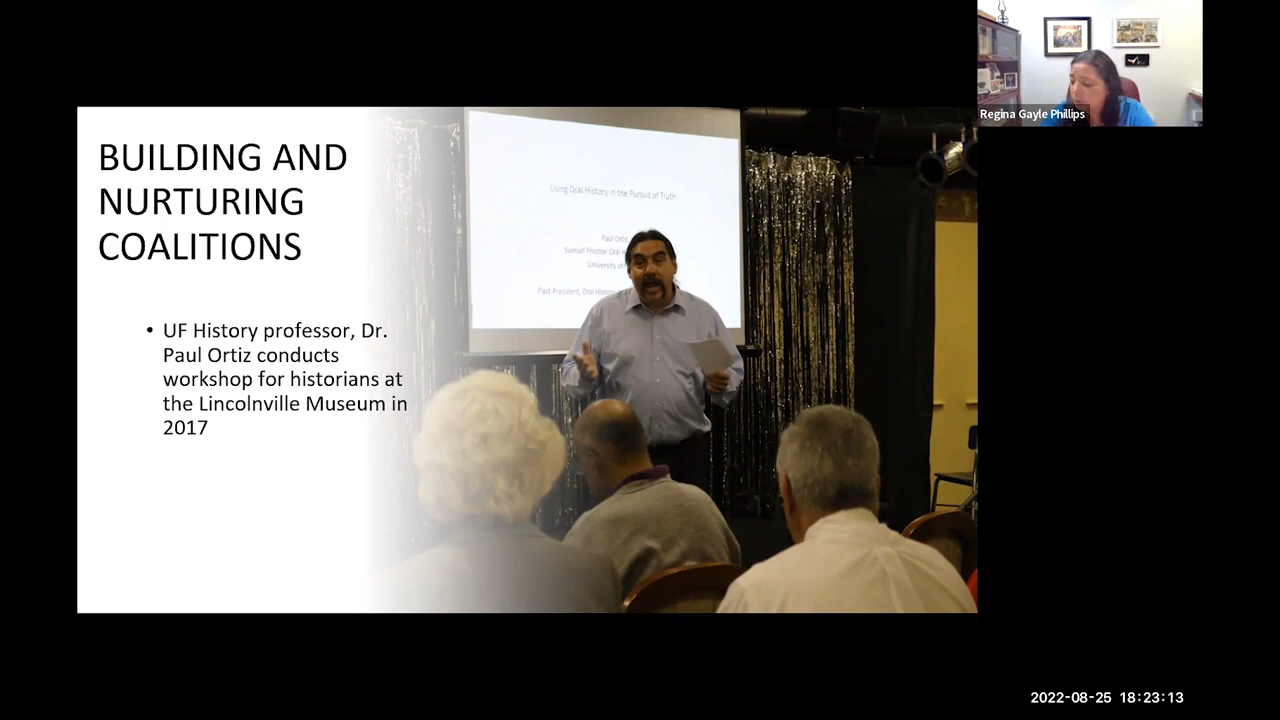 BUILDING AND
NURTURING
COALITIONS
• UF History professor, Dr.
Paul Ortiz conducts
workshop for historians at
the Lincolnville Museum in
2017
Using Oral History in the Pursuit of Truth
Paul Ortiz
Samuel Proctor Oral
University of
Past President, Oral History
Regina Gayle Phillips
2022-08-25 18:23:13